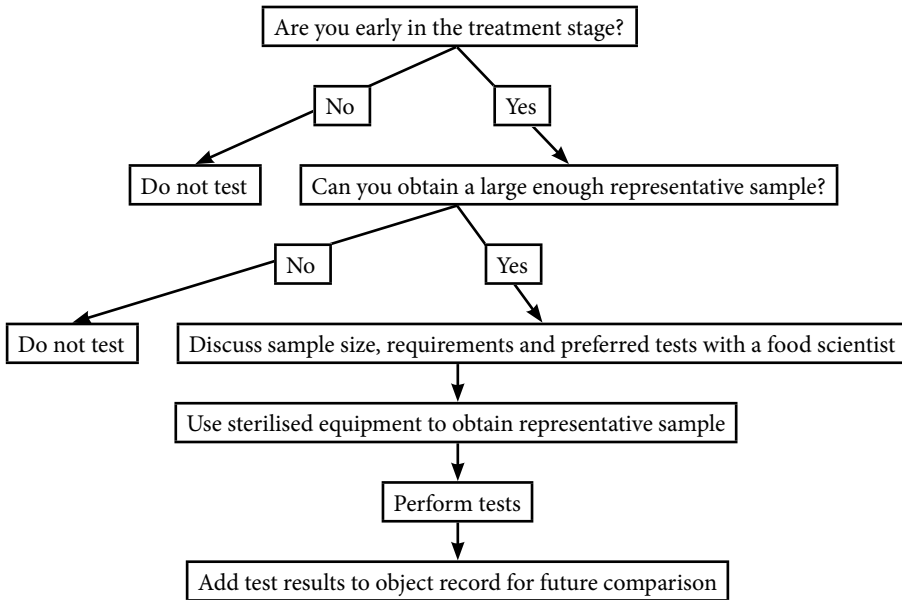 Are you early in the treatment stage?
No
Yes
Do not test
Can you obtain a large enough representative sample?
No
Yes
Do not test
Discuss sample size, requirements and preferred tests with a food scientist
Use sterilised equipment to obtain representative sample
Perform tests
Add test results to object record for future comparison